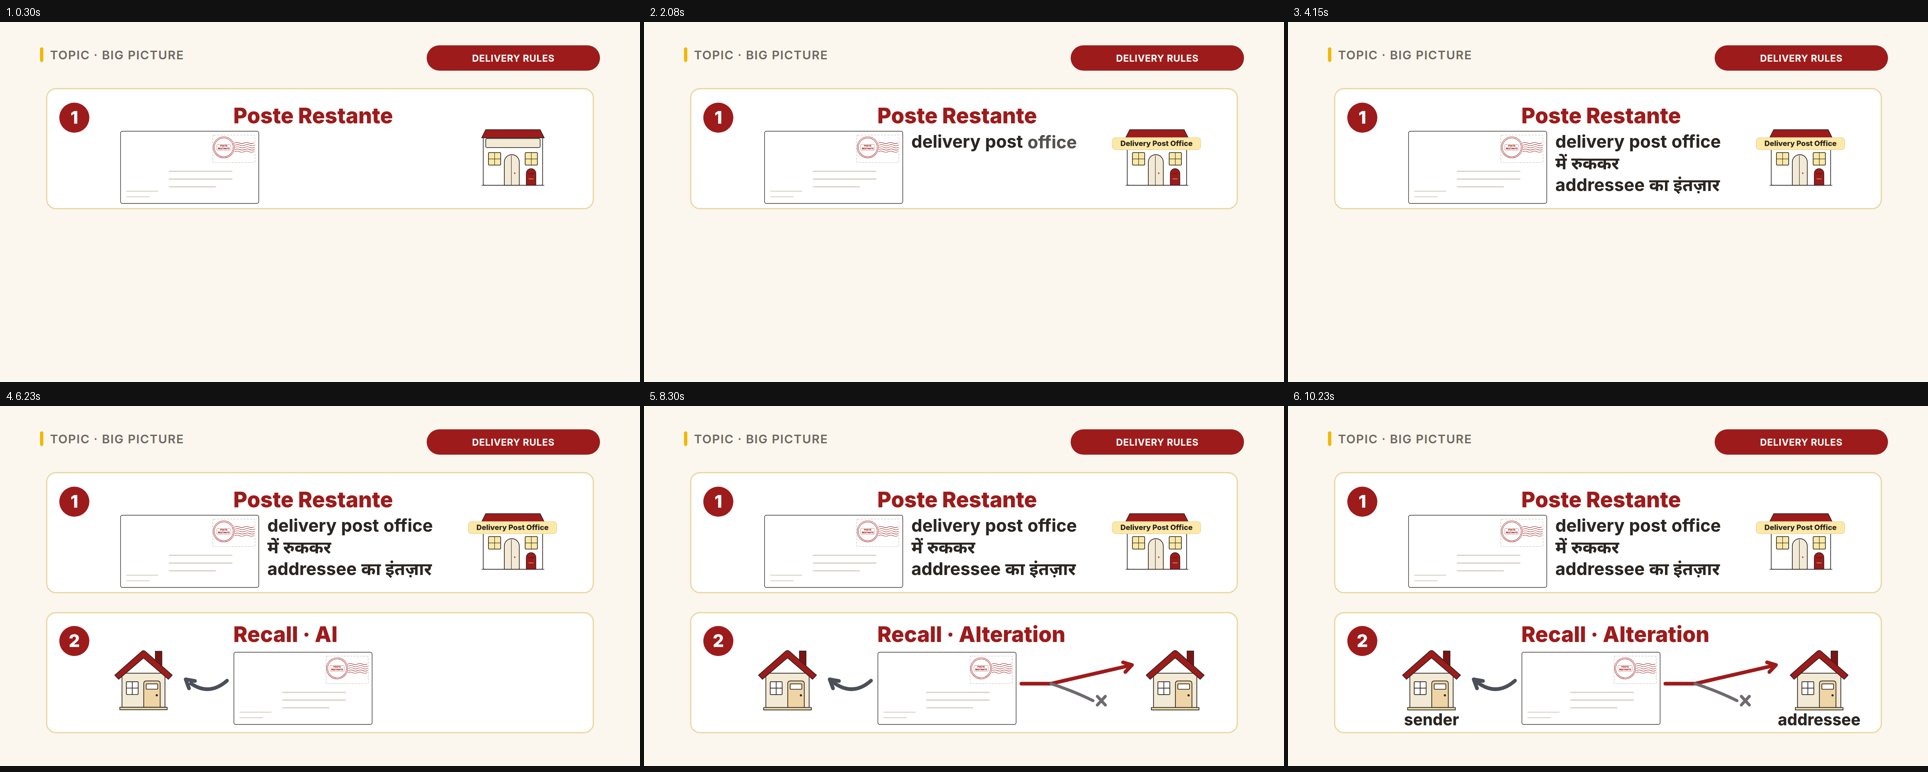 1. 0.30s
TOPIC · BIG PICTURE
DELIVERY RULES
1
Poste Restante
2. 2.08s
TOPIC · BIG PICTURE
DELIVERY RULES
1
Poste Restante
delivery post office
Delivery Post Office
3. 4.15s
TOPIC · BIG PICTURE
DELIVERY RULES
1
Poste Restante
delivery post office
में रुककर
addressee का इंतज़ार
Delivery Post Office
4. 6.23s
TOPIC · BIG PICTURE
DELIVERY RULES
1
Poste Restante
delivery post office
में रुककर
addressee का इंतज़ार
Delivery Post Office
2
Recall · Al
5. 8.30s
TOPIC · BIG PICTURE
DELIVERY RULES
1
Poste Restante
delivery post office
में रुककर
addressee का इंतज़ार
Delivery Post Office
2
Recall · Alteration
6. 10.23s
TOPIC · BIG PICTURE
DELIVERY RULES
1
Poste Restante
delivery post office
में रुककर
addressee का इंतज़ार
Delivery Post Office
2
Recall · Alteration
sender
addressee